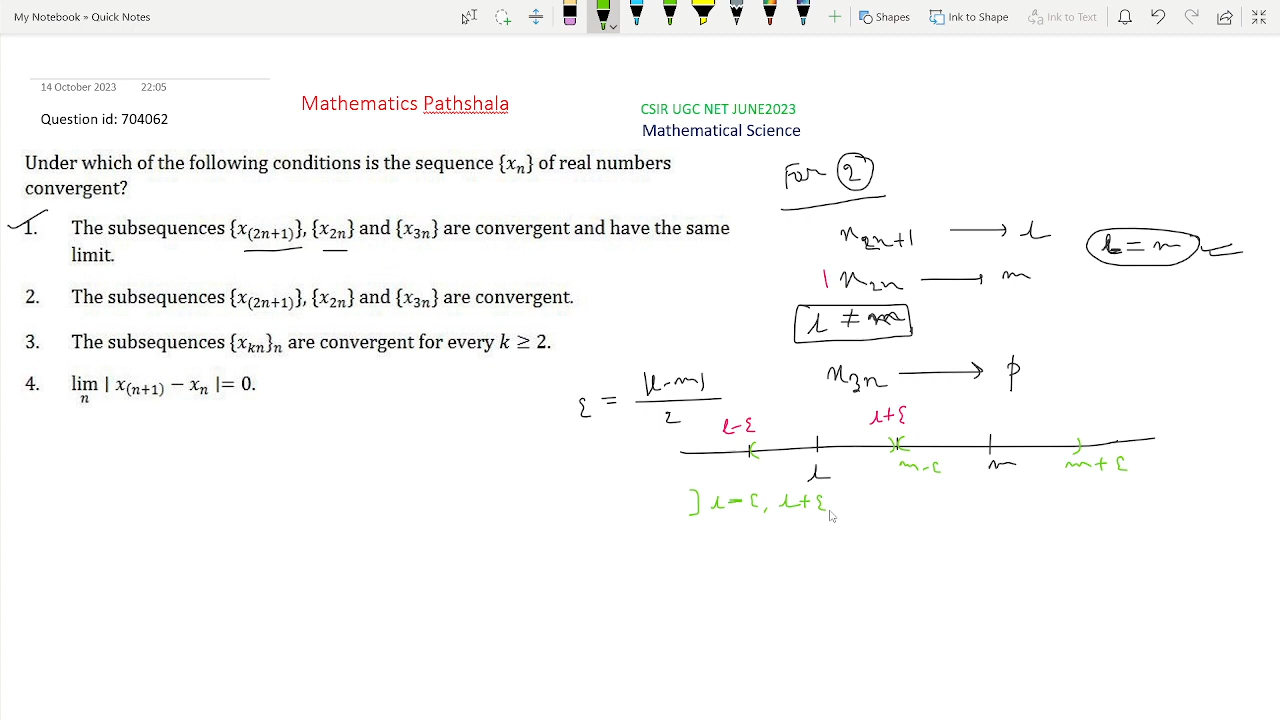 My Notebook » Quick Notes
Shapes
Ink to Shape
Ink to Text
14 October 2023 22:05
Question id: 704062
Mathematics Pathshala
CSIR UGC NET JUNE2023
Mathematical Science
Under which of the following conditions is the sequence {xₙ} of real numbers
convergent?
1. The subsequences {x₍₂ₙ₊₁₎}, {x₂ₙ} and {x₃ₙ} are convergent and have the same
limit.
2. The subsequences {x₍₂ₙ₊₁₎}, {x₂ₙ} and {x₃ₙ} are convergent.
3. The subsequences {x_{kn}}ₙ are convergent for every k ≥ 2.
4. lim | x₍ₙ₊₁₎ − xₙ |= 0.
n
For 2
x₂ₙ₊₁ → l
l = m
1 x₂ₙ → m
l ≠ m
x₃ₙ → p
ε = |l-m|
2
l-ε l+ε
l m-ε m m+ε
] l-ε, l+ε